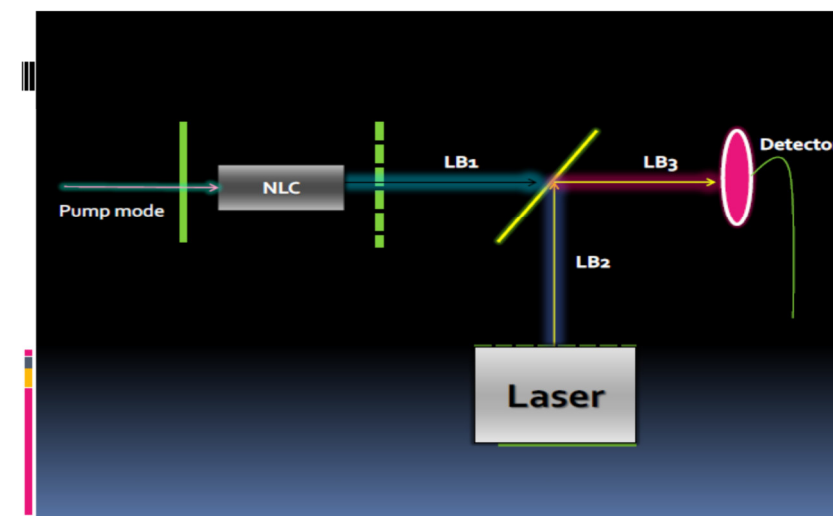 LB1
LB3
Detecto
NLC
Pump mode
LB2
Laser